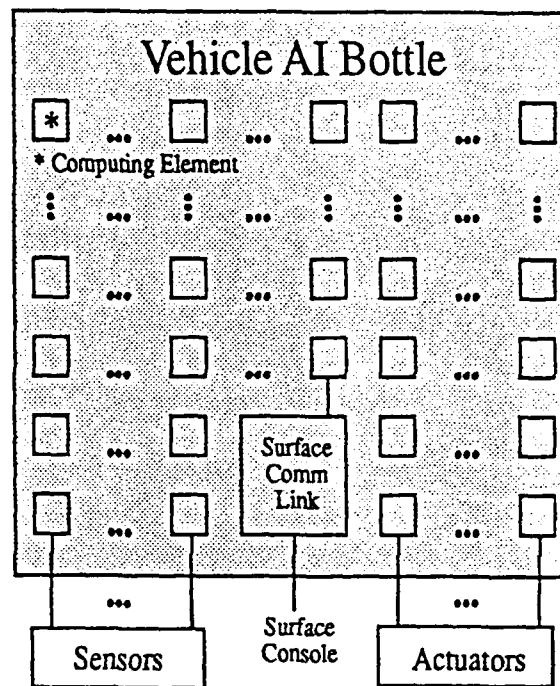 Vehicle AI Bottle
*
* Computing Element
Surface
Comm
Link
Surface
Console
Sensors
Actuators